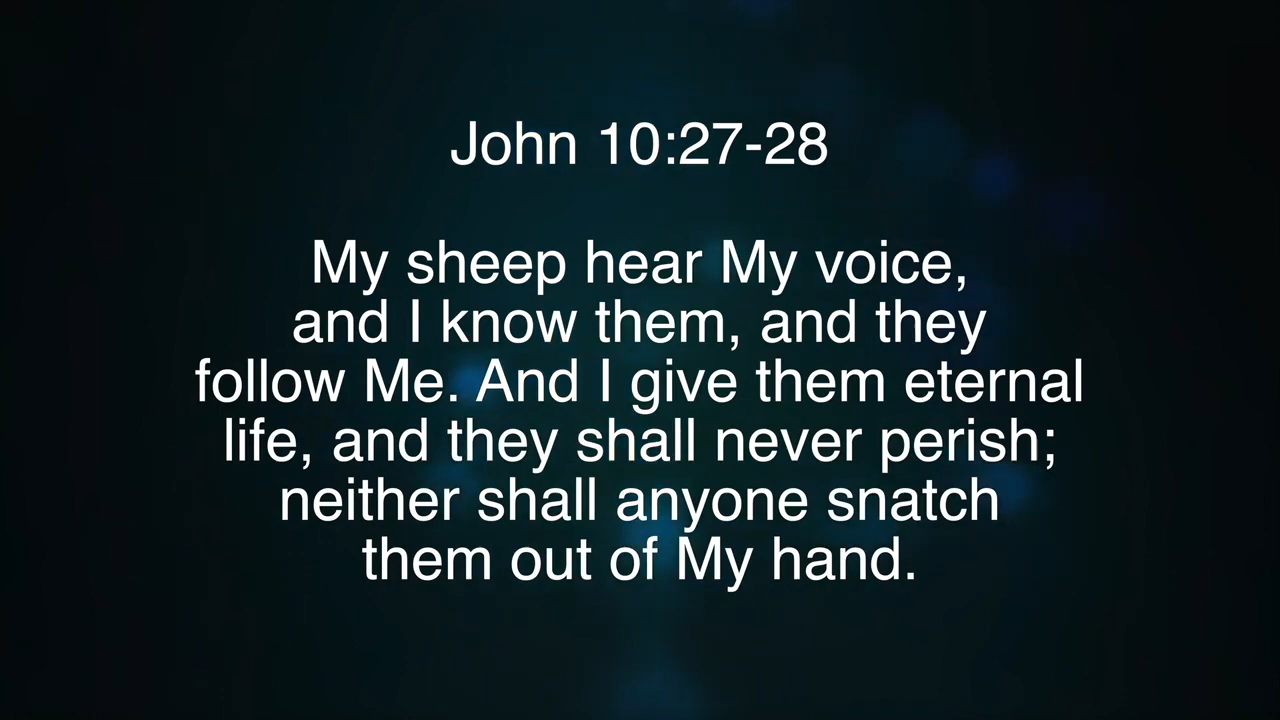 John 10:27-28
My sheep hear My voice,
and I know them, and they
follow Me. And I give them eternal
life, and they shall never perish;
neither shall anyone snatch
them out of My hand.